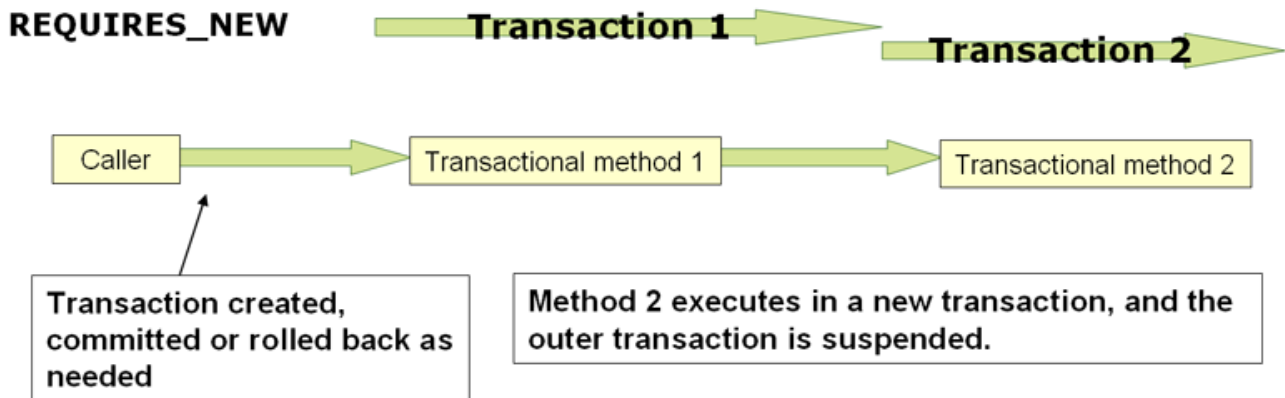 REQUIRES_NEW
Transaction 1
Transaction 2
Caller
Transactional method 1
Transactional method 2
Transaction created,
committed or rolled back as
needed
Method 2 executes in a new transaction, and the
outer transaction is suspended.